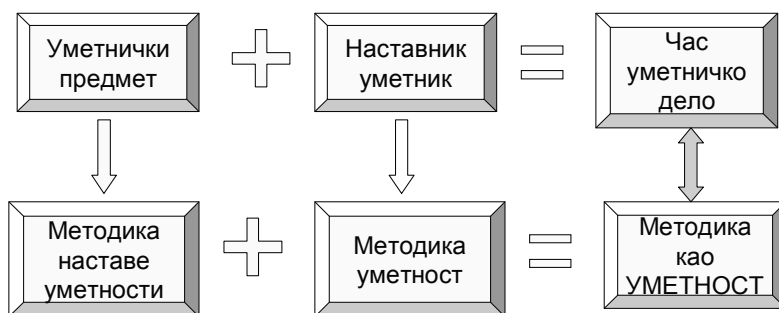 Уметнички
предмет
Наставник
уметник
Час
уметничко
дело
Методика
наставе
уметности
Методика
уметност
Методика
као
УМЕТНОСТ